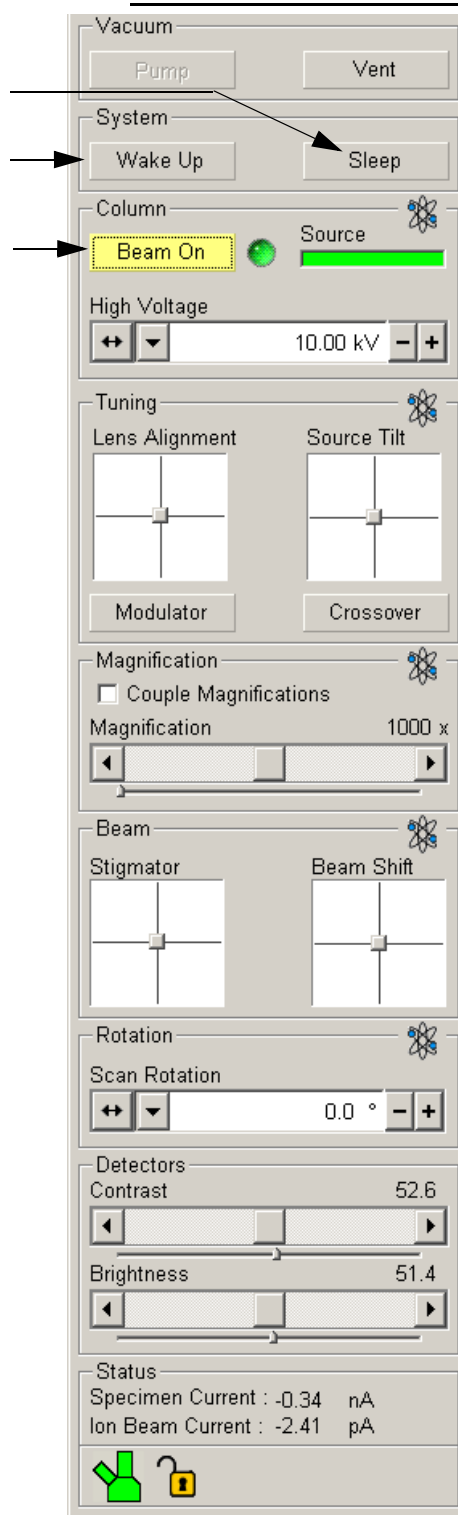 Vacuum
Pump Vent
System
Wake Up Sleep
Column
Beam On Source
High Voltage
10.00 kV
Tuning
Lens Alignment Source Tilt
Modulator Crossover
Magnification
Couple Magnifications
Magnification 1000 x
Beam
Stigmator Beam Shift
Rotation
Scan Rotation
0.0 °
Detectors
Contrast 52.6
Brightness 51.4
Status
Specimen Current : -0.34 nA
Ion Beam Current : -2.41 pA